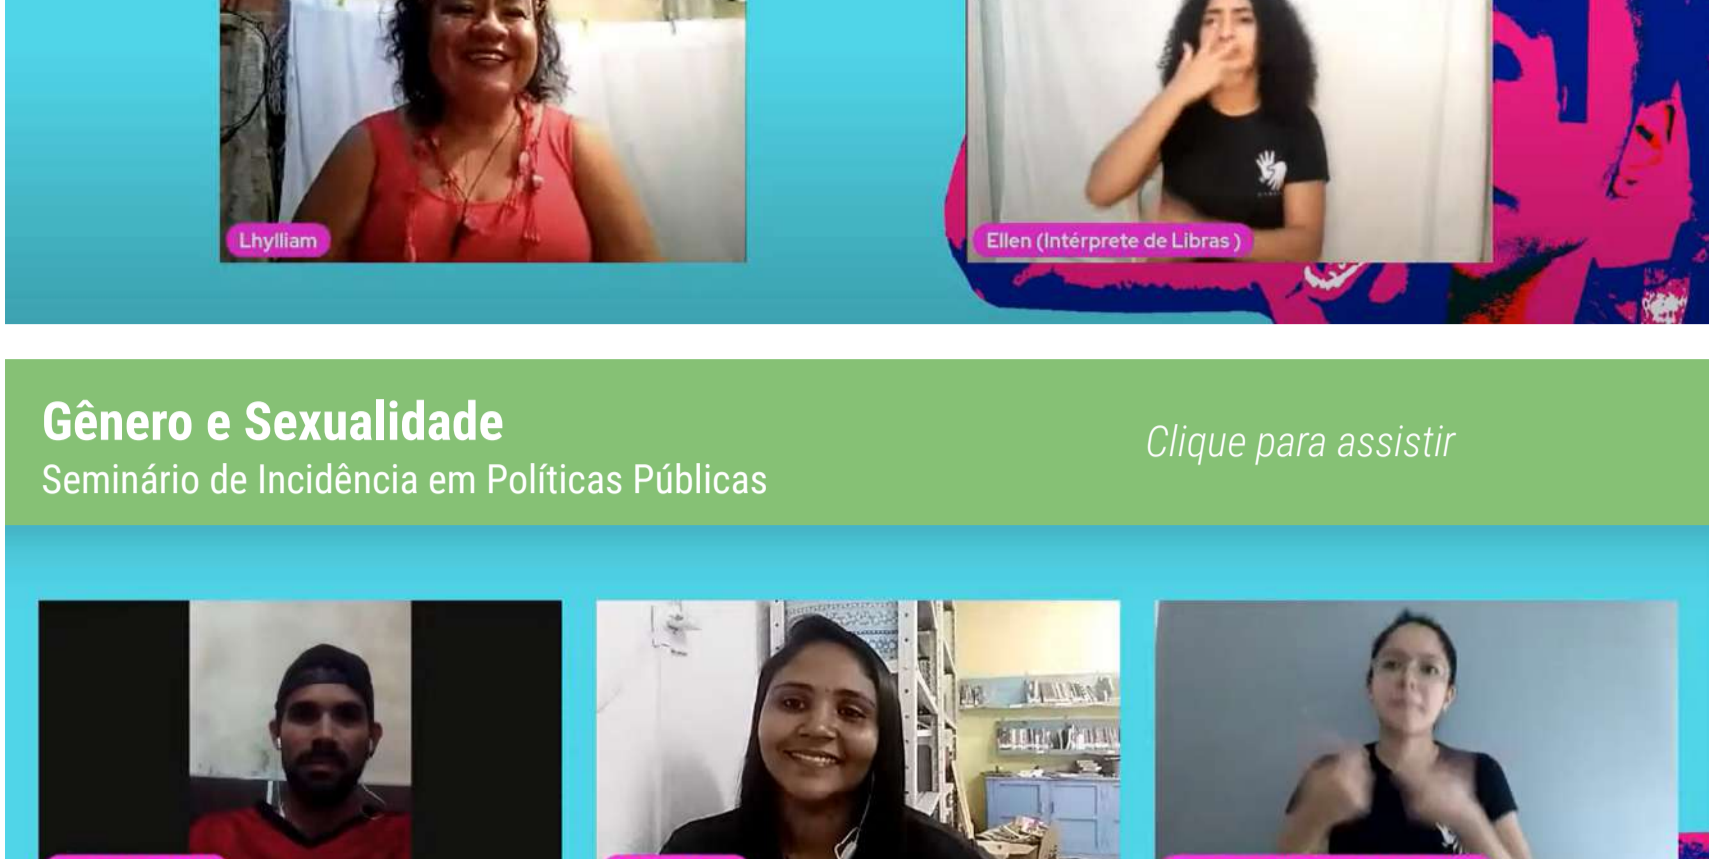 Lhylliam
Ellen (Intérprete de Libras )
Gênero e Sexualidade
Seminário de Incidência em Políticas Públicas
Clique para assistir